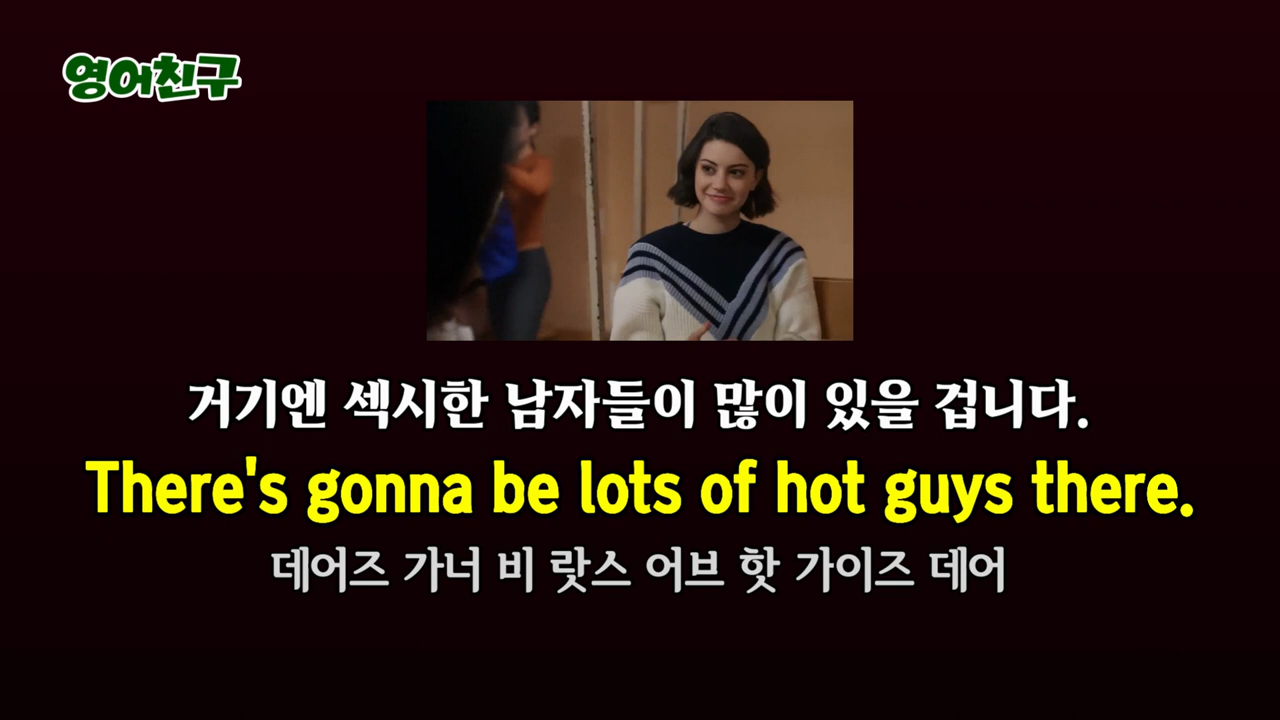 영어친구
거기엔 섹시한 남자들이 많이 있을 겁니다.
There's gonna be lots of hot guys there.
데어즈 가너 비 랏스 어브 핫 가이즈 데어